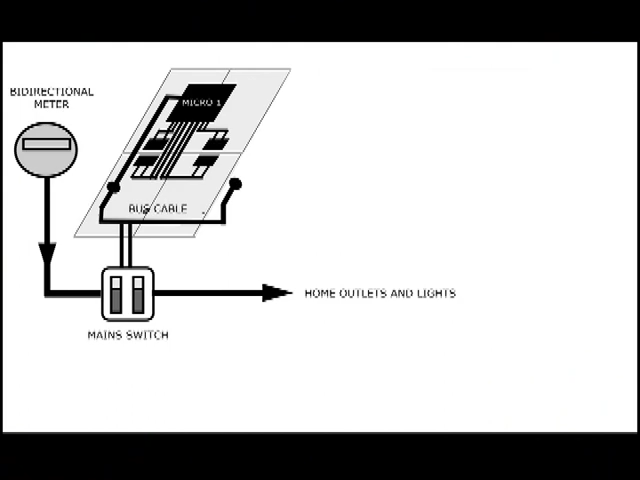 BIDIRECTIONAL
METER
MICRO 1
BUS CABLE
HOME OUTLETS AND LIGHTS
MAINS SWITCH